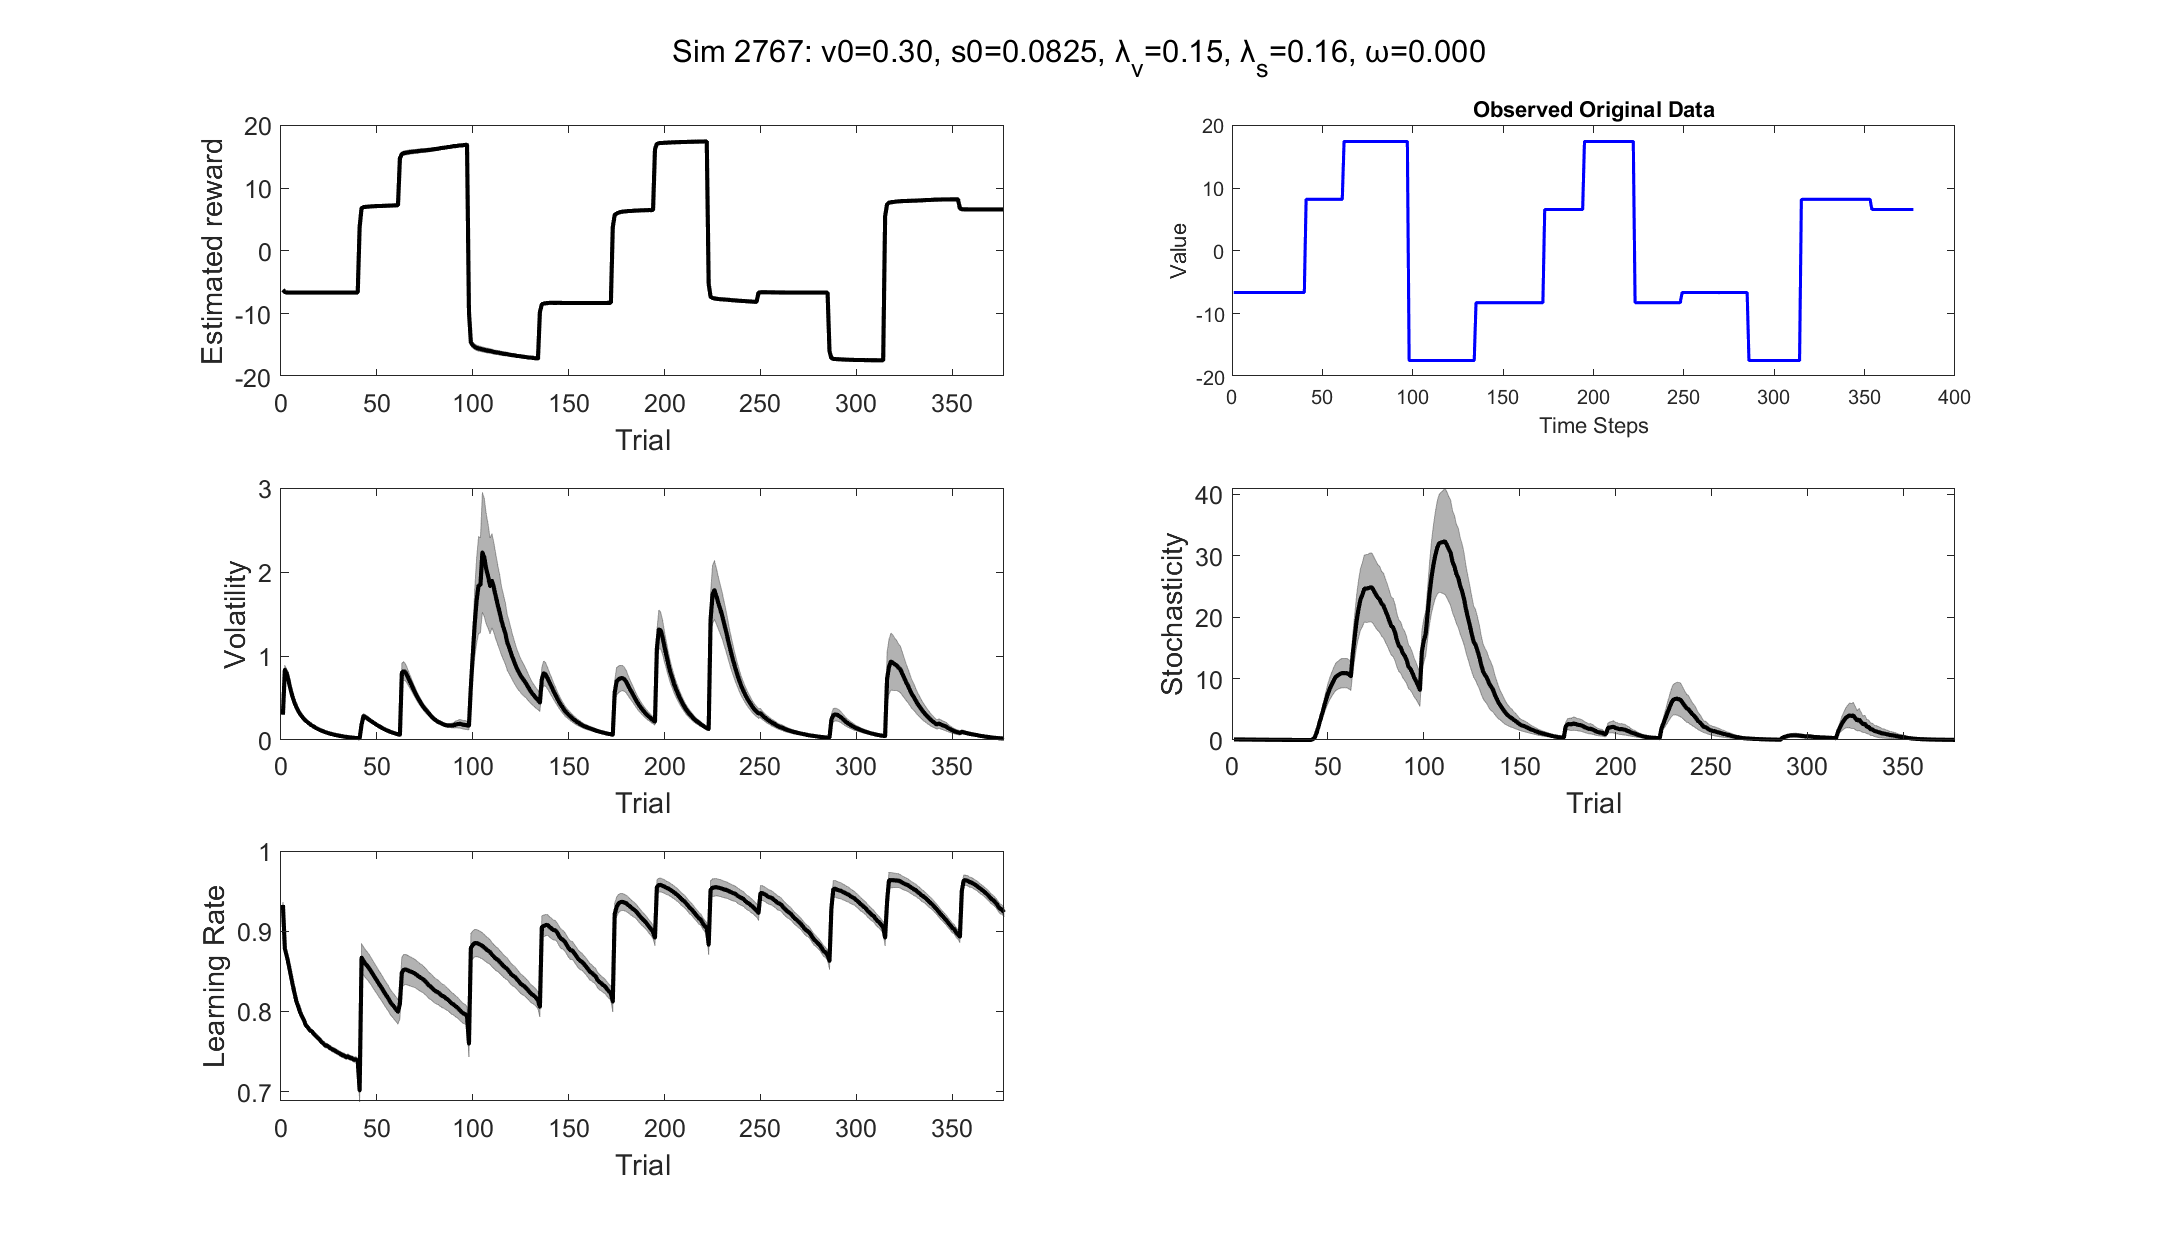 Sim 2767: v0=0.30, s0=0.0825, λv=0.15, λs=0.16, ω=0.000
Estimated reward
20
10
0
-10
-20
0 50 100 150 200 250 300 350
Trial
Observed Original Data
Value
20
10
0
-10
-20
0 50 100 150 200 250 300 350 400
Time Steps
Volatility
3
2
1
0
0 50 100 150 200 250 300 350
Trial
Stochasticity
40
30
20
10
0
0 50 100 150 200 250 300 350
Trial
Learning Rate
1
0.9
0.8
0.7
0 50 100 150 200 250 300 350
Trial